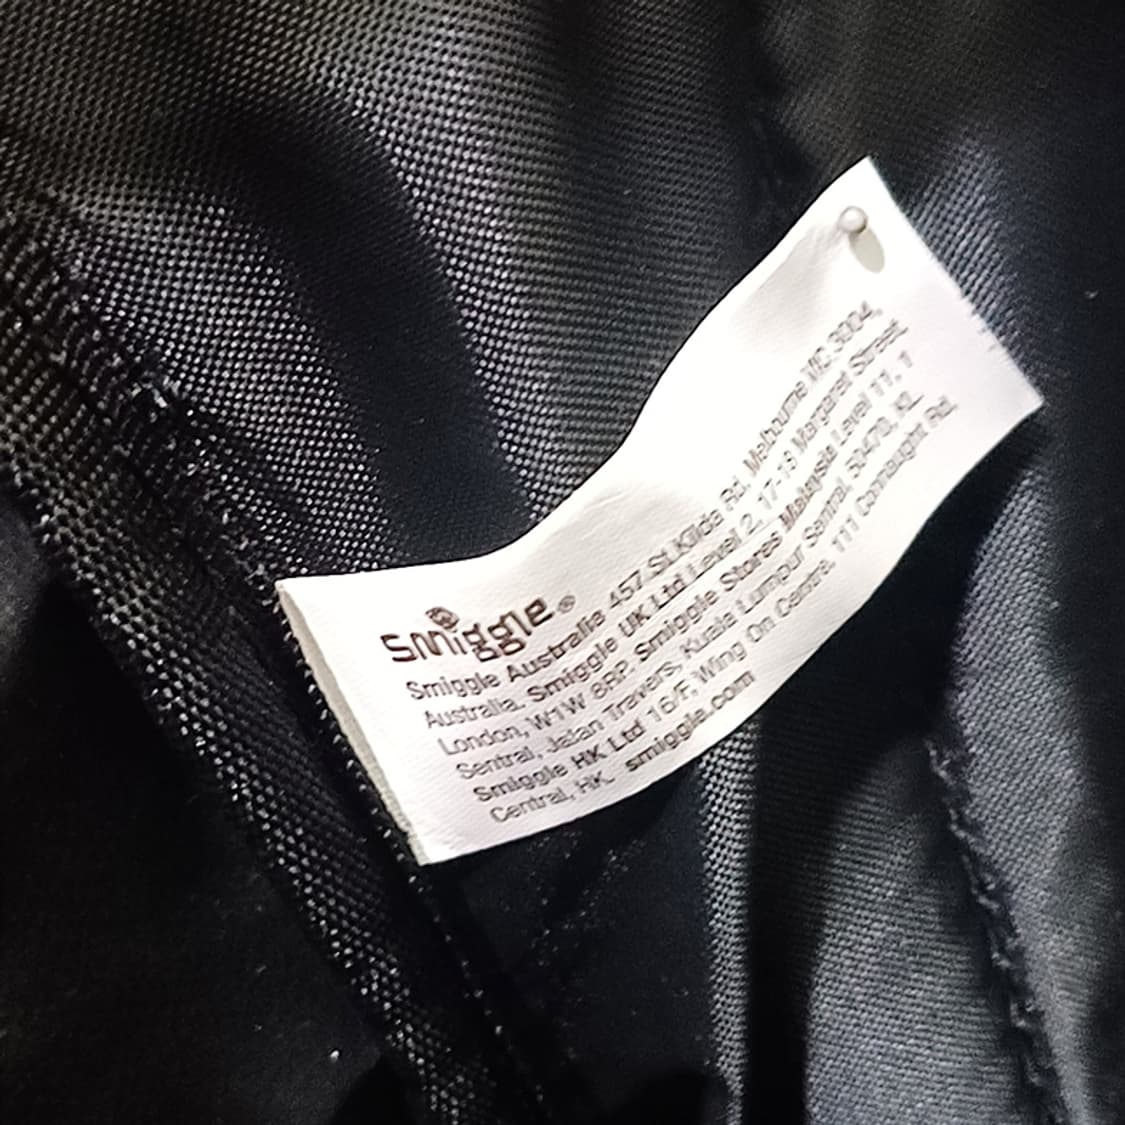 smiggle®
Smiggle Australia 457 St.Kilda Rd, Melbourne VIC 3004,
Australia. Smiggle UK Ltd Level 2, 17-13 Margaret Street,
London, W1W 8RP. Smiggle Stores Malaysia Level 11, 1
Sentral, Jalan Travers, Kuala Lumpur Sentral, 50470, KL
Smiggle HK Ltd 16/F, Wing On Centre, 111 Connaught Rd,
Central, HK. smiggle.com